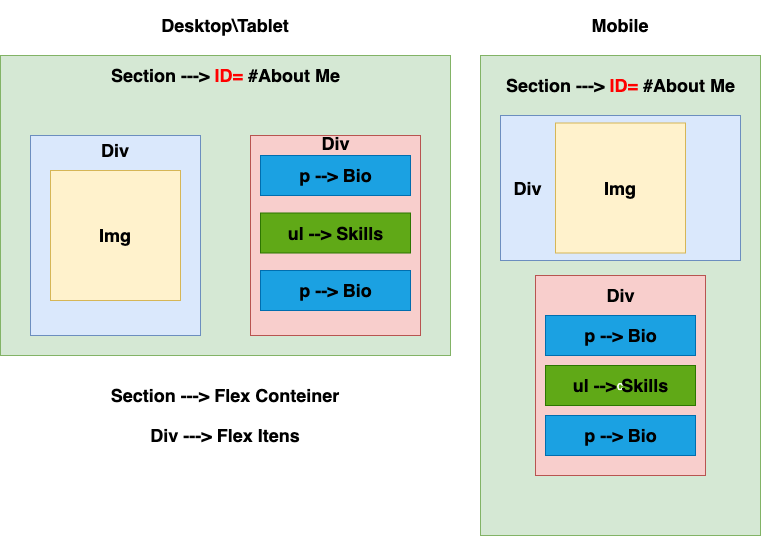 Desktop\Tablet
Section ---> ID= #About Me
Div
Img
Div
p --> Bio
ul --> Skills
p --> Bio
Section ---> Flex Conteiner
Div ---> Flex Itens
Mobile
Section ---> ID= #About Me
Div
Img
Div
p --> Bio
ul --> Skills
p --> Bio